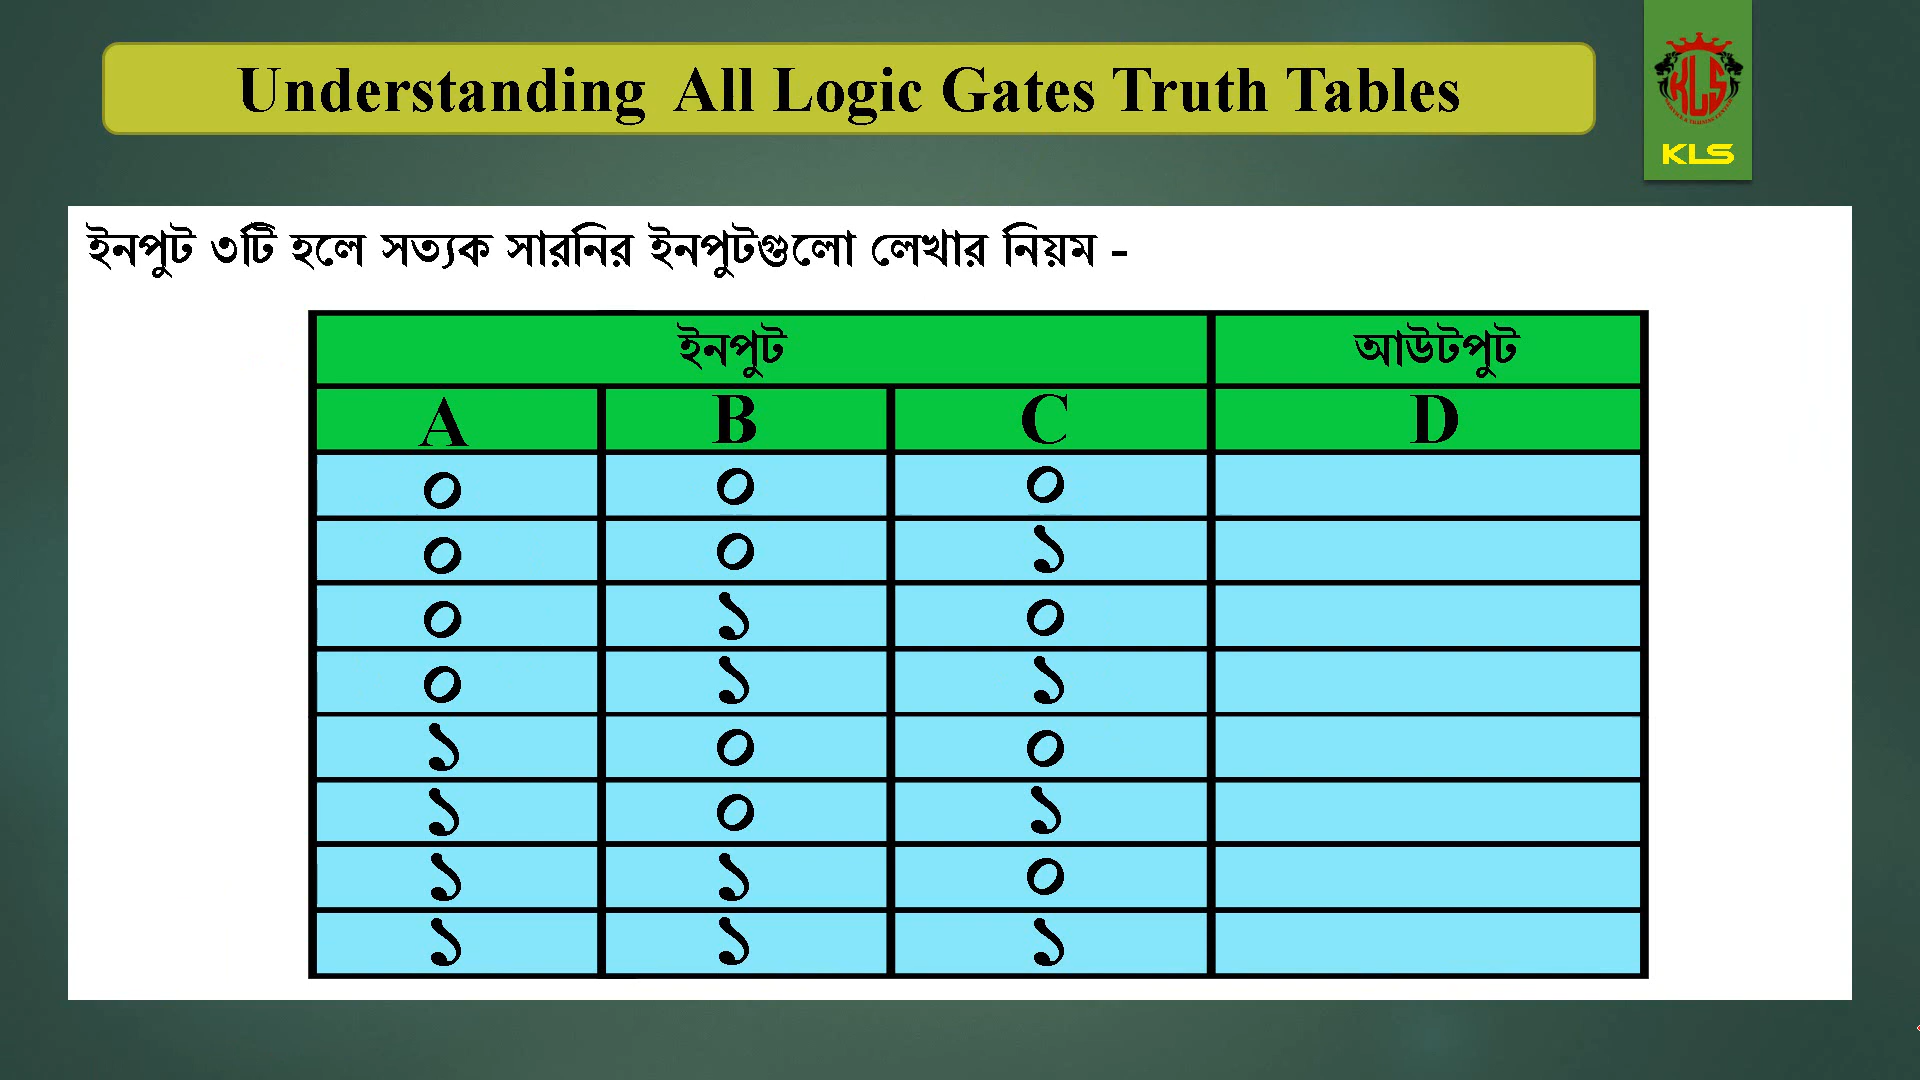 Understanding All Logic Gates Truth Tables
KLS
KLS
ইনপুট ৩টি হলে সত্যক সারনির ইনপুটগুলো লেখার নিয়ম -
ইনপুট আউটপুট
A B C D
০ ০ ০
০ ০ ১
০ ১ ০
০ ১ ১
১ ০ ০
১ ০ ১
১ ১ ০
১ ১ ১